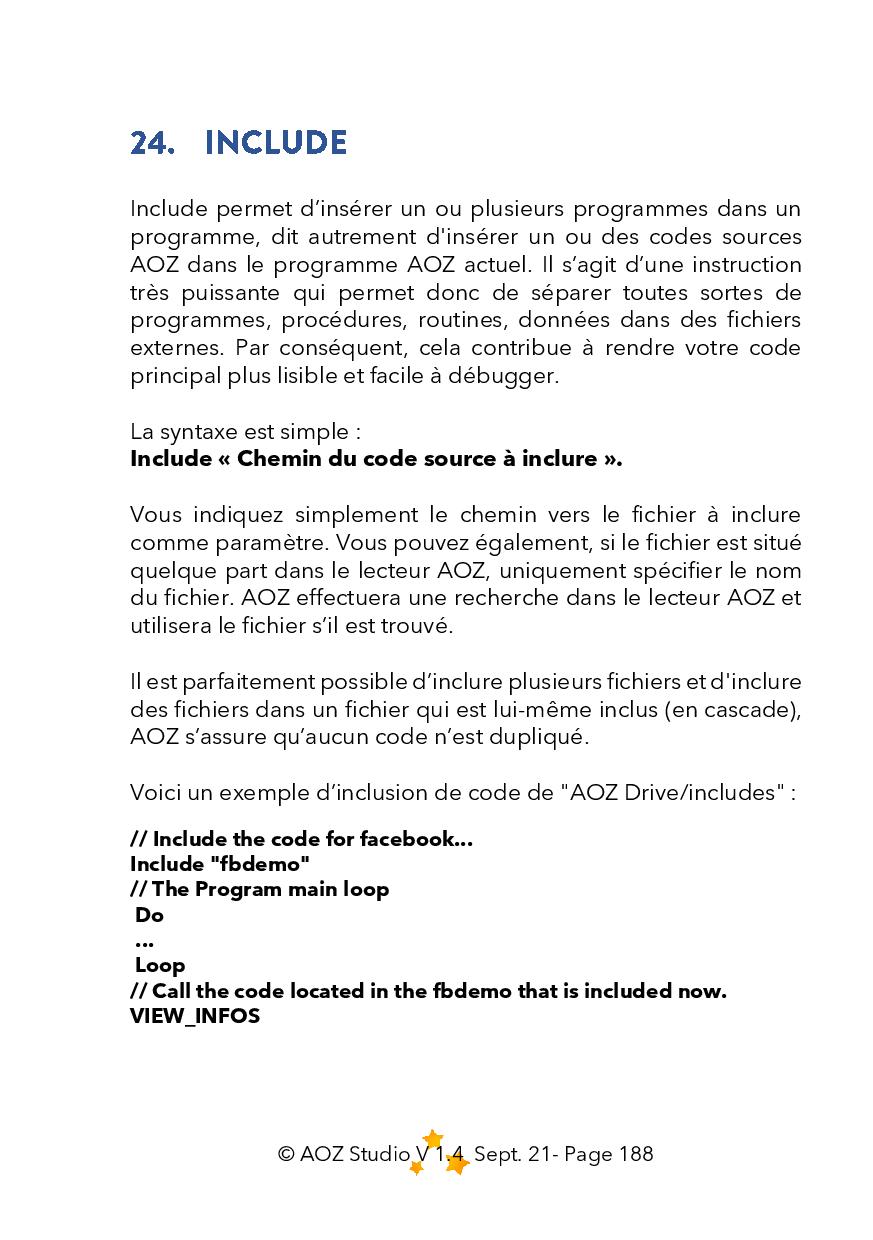 24. INCLUDE
Include permet d’insérer un ou plusieurs programmes dans un
programme, dit autrement d'insérer un ou des codes sources
AOZ dans le programme AOZ actuel. Il s’agit d’une instruction
très puissante qui permet donc de séparer toutes sortes de
programmes, procédures, routines, données dans des fichiers
externes. Par conséquent, cela contribue à rendre votre code
principal plus lisible et facile à débugger.
La syntaxe est simple :
Include « Chemin du code source à inclure ».
Vous indiquez simplement le chemin vers le fichier à inclure
comme paramètre. Vous pouvez également, si le fichier est situé
quelque part dans le lecteur AOZ, uniquement spécifier le nom
du fichier. AOZ effectuera une recherche dans le lecteur AOZ et
utilisera le fichier s’il est trouvé.
Il est parfaitement possible d’inclure plusieurs fichiers et d'inclure
des fichiers dans un fichier qui est lui-même inclus (en cascade),
AOZ s’assure qu’aucun code n’est dupliqué.
Voici un exemple d’inclusion de code de "AOZ Drive/includes" :
// Include the code for facebook...
Include "fbdemo"
// The Program main loop
Do
...
Loop
// Call the code located in the fbdemo that is included now.
VIEW_INFOS
© AOZ Studio V 1.4 Sept. 21- Page 188